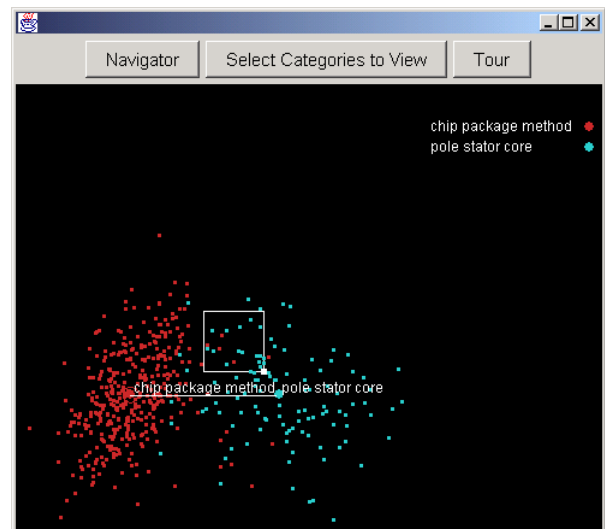 Navigator Select Categories to View Tour
chip package method
pole stator core
chip package method pole stator core